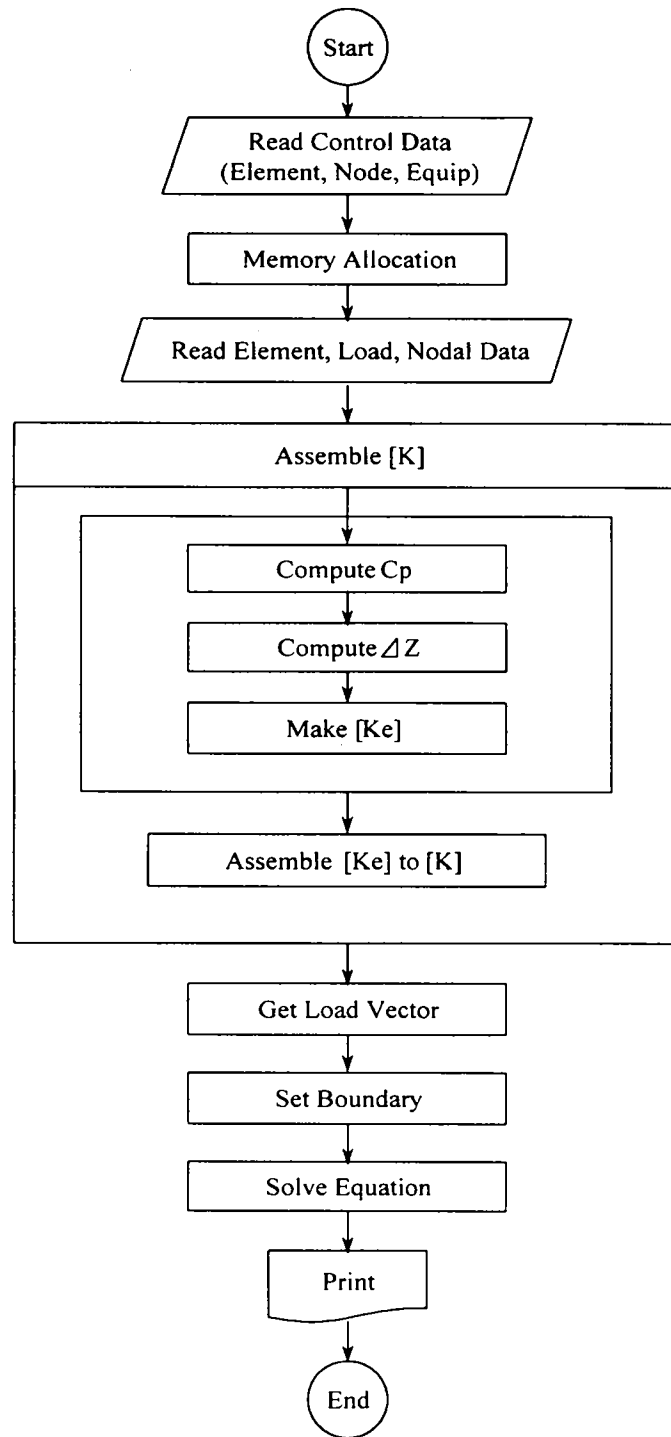 Start
Read Control Data
(Element, Node, Equip)
Memory Allocation
Read Element, Load, Nodal Data
Assemble [K]
Compute Cp
Compute ⊿Z
Make [Ke]
Assemble [Ke] to [K]
Get Load Vector
Set Boundary
Solve Equation
Print
End